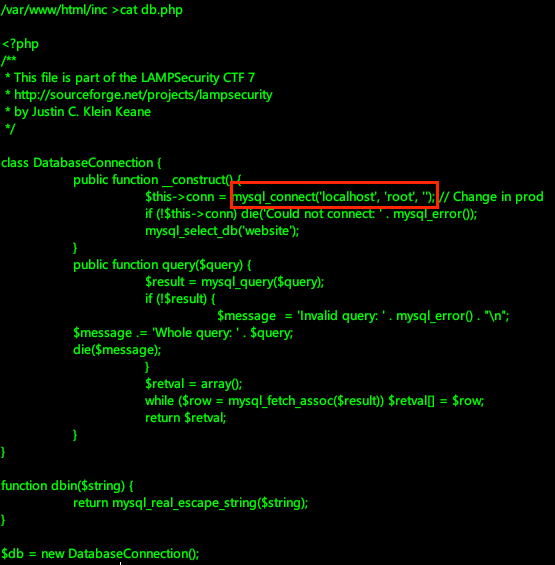 /var/www/html/inc >cat db.php
<?php
/**
* This file is part of the LAMPSecurity CTF 7
* http://sourceforge.net/projects/lampsecurity
* by Justin C. Klein Keane
*/
class DatabaseConnection {
public function __construct() {
$this->conn = mysql_connect('localhost', 'root', ''); // Change in prod
if (!$this->conn) die('Could not connect: ' . mysql_error());
mysql_select_db('website');
}
public function query($query) {
$result = mysql_query($query);
if (!$result) {
$message  = 'Invalid query: ' . mysql_error() . "\n";
$message .= 'Whole query: ' . $query;
die($message);
}
$retval = array();
while ($row = mysql_fetch_assoc($result)) $retval[] = $row;
return $retval;
}
}
function dbin($string) {
return mysql_real_escape_string($string);
}
$db = new DatabaseConnection();